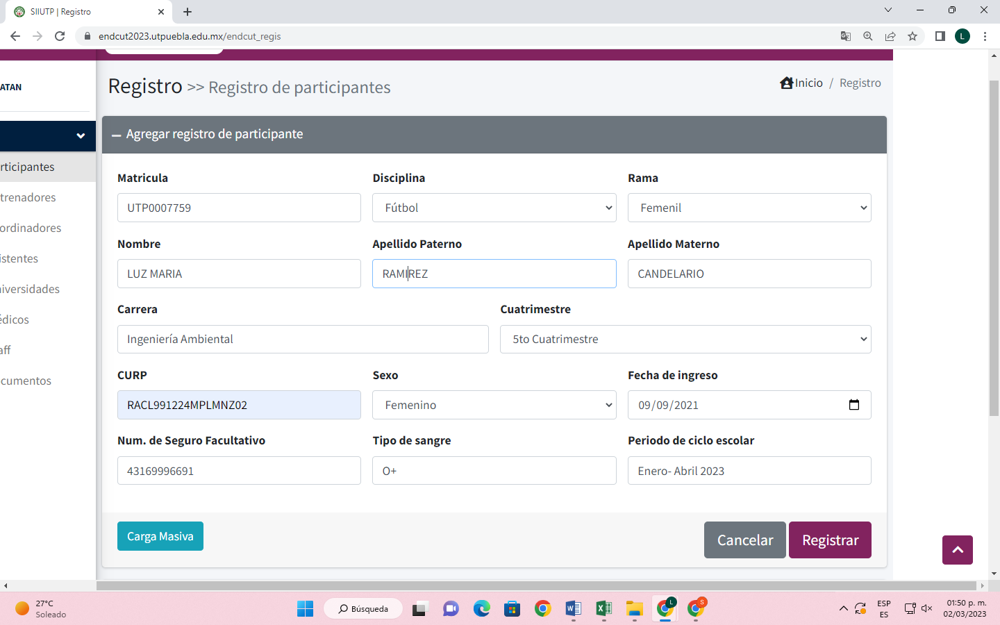 SIIUTP | Registro
endcut2023.utpuebla.edu.mx/endcut_regis
L
ATAN
Registro >> Registro de participantes
Inicio / Registro
Agregar registro de participante
rticipantes
trenadores
ordinadores
istentes
iversidades
édicos
aff
cumentos
Matricula Disciplina Rama
UTP0007759 Fútbol Femenil
Nombre Apellido Paterno Apellido Materno
LUZ MARIA RAMIREZ CANDELARIO
Carrera Cuatrimestre
Ingeniería Ambiental 5to Cuatrimestre
CURP Sexo Fecha de ingreso
RACL991224MPLMNZ02 Femenino 09/09/2021
Num. de Seguro Facultativo Tipo de sangre Periodo de ciclo escolar
43169996691 O+ Enero- Abril 2023
Carga Masiva Cancelar Registrar
27°C
Soleado
Búsqueda
L
S
ESP
ES
01:50 p. m.
02/03/2023